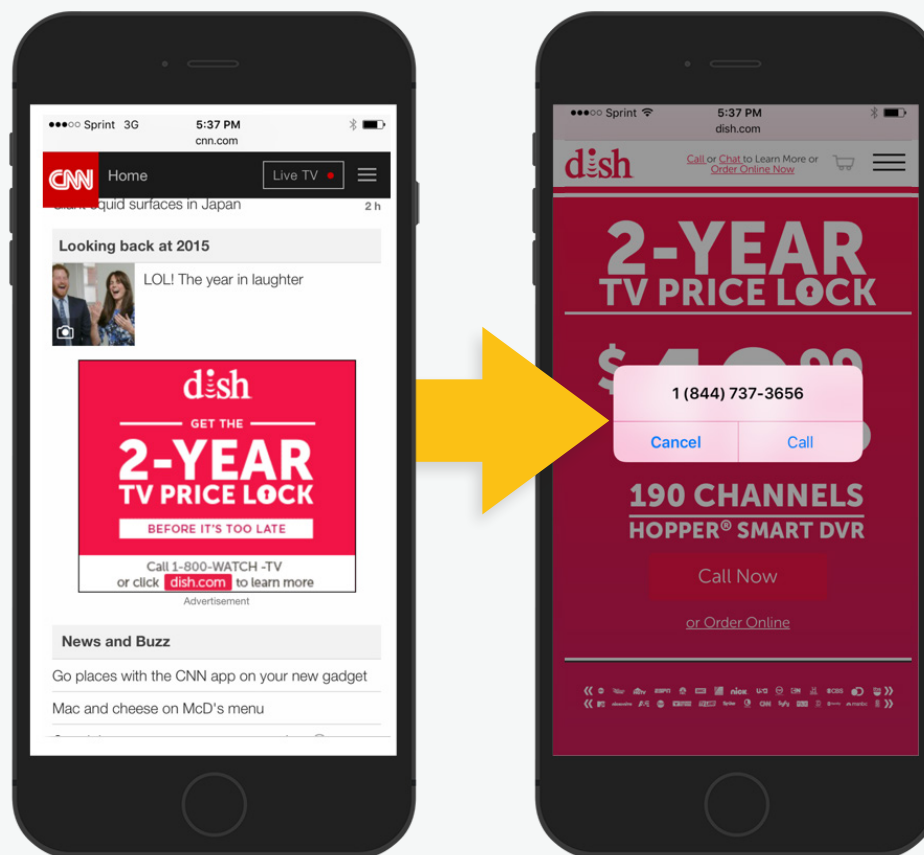 Sprint 3G 5:37 PM
cnn.com
CNN Home Live TV
squid surfaces in Japan 2 h
Looking back at 2015
LOL! The year in laughter
dish
GET THE
2-YEAR
TV PRICE LOCK
BEFORE IT'S TOO LATE
Call 1-800-WATCH -TV
or click dish.com to learn more
Advertisement
News and Buzz
Go places with the CNN app on your new gadget
Mac and cheese on McD's menu
Sprint 5:37 PM
dish.com
dish
Call or Chat to Learn More or
Order Online Now
2-YEAR
TV PRICE LOCK
$ 99
1 (844) 737-3656
Cancel Call
190 CHANNELS
HOPPER® SMART DVR
Call Now
or Order Online